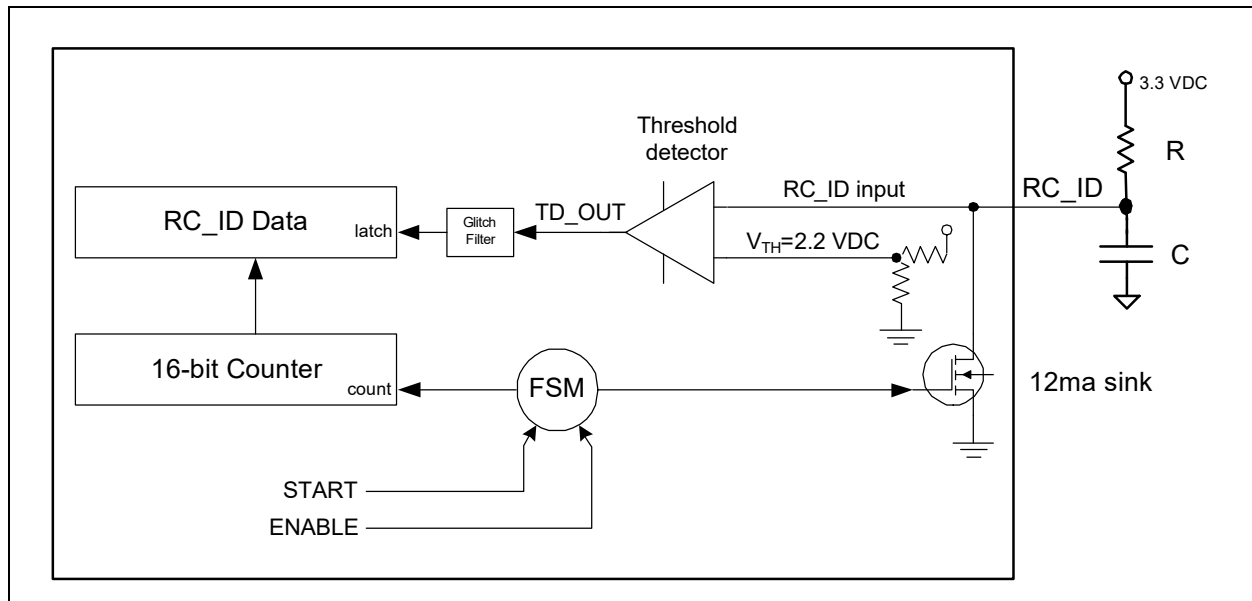 3.3 VDC
R
Threshold
detector
RC_ID input
RC_ID
RC_ID Data
latch
Glitch
Filter
TD_OUT
VTH=2.2 VDC
C
16-bit Counter
count
FSM
12ma sink
START
ENABLE